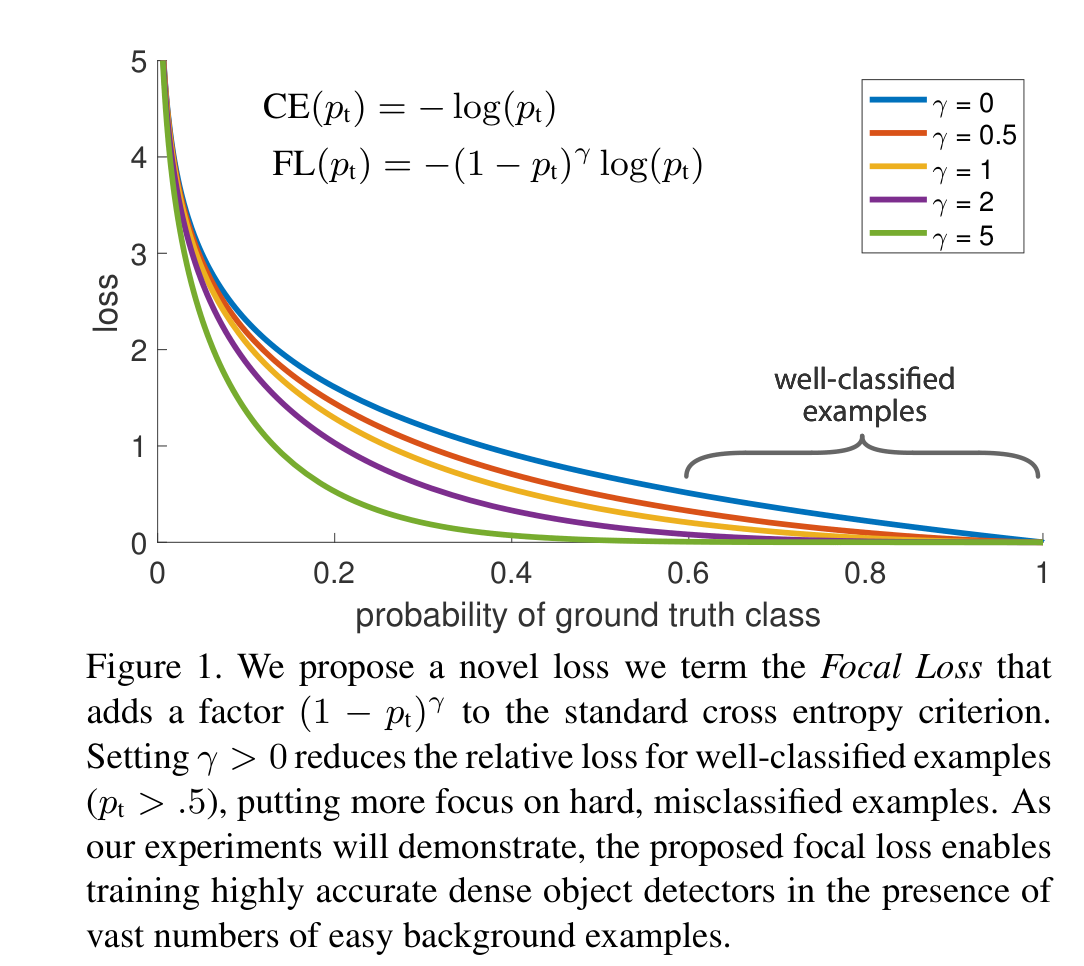 5
CE(pt) = − log(pt)
FL(pt) = −(1 − pt)^γ log(pt)
γ = 0
γ = 0.5
γ = 1
γ = 2
γ = 5
4
3
2
1
0
loss
well-classified
examples
0 0.2 0.4 0.6 0.8 1
probability of ground truth class
Figure 1. We propose a novel loss we term the Focal Loss that
adds a factor (1 − pt)^γ to the standard cross entropy criterion.
Setting γ > 0 reduces the relative loss for well-classified examples
(pt > .5), putting more focus on hard, misclassified examples. As
our experiments will demonstrate, the proposed focal loss enables
training highly accurate dense object detectors in the presence of
vast numbers of easy background examples.